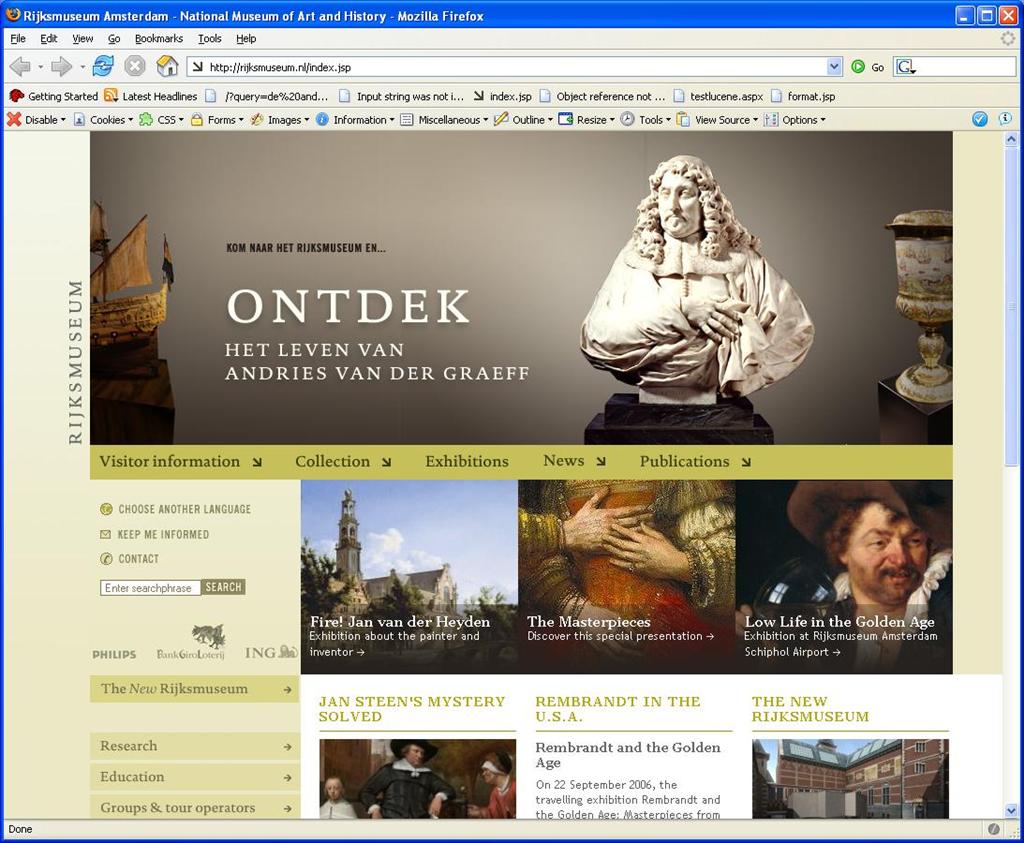 Rijksmuseum Amsterdam - National Museum of Art and History - Mozilla Firefox
File Edit View Go Bookmarks Tools Help
http://rijksmuseum.nl/index.jsp Go G
Getting Started Latest Headlines /?query=de%20and... Input string was not i... index.jsp Object reference not ... testlucene.aspx format.jsp
Disable Cookies CSS Forms Images Information Miscellaneous Outline Resize Tools View Source Options
RIJKSMUSEUM
KOM NAAR HET RIJKSMUSEUM EN...
ONTDEK
HET LEVEN VAN
ANDRIES VAN DER GRAEFF
Visitor information Collection Exhibitions News Publications
CHOOSE ANOTHER LANGUAGE
KEEP ME INFORMED
CONTACT
Enter searchphrase SEARCH
PHILIPS BankGiroLoterij ING
The New Rijksmuseum →
Research →
Education →
Groups & tour operators →
Fire! Jan van der Heyden
Exhibition about the painter and
inventor →
The Masterpieces
Discover this special presentation →
Low Life in the Golden Age
Exhibition at Rijksmuseum Amsterdam
Schiphol Airport →
JAN STEEN'S MYSTERY
SOLVED
REMBRANDT IN THE
U.S.A.
Rembrandt and the Golden
Age
On 22 September 2006, the
travelling exhibition Rembrandt and
the Golden Age: Masterpieces from
THE NEW
RIJKSMUSEUM
Done